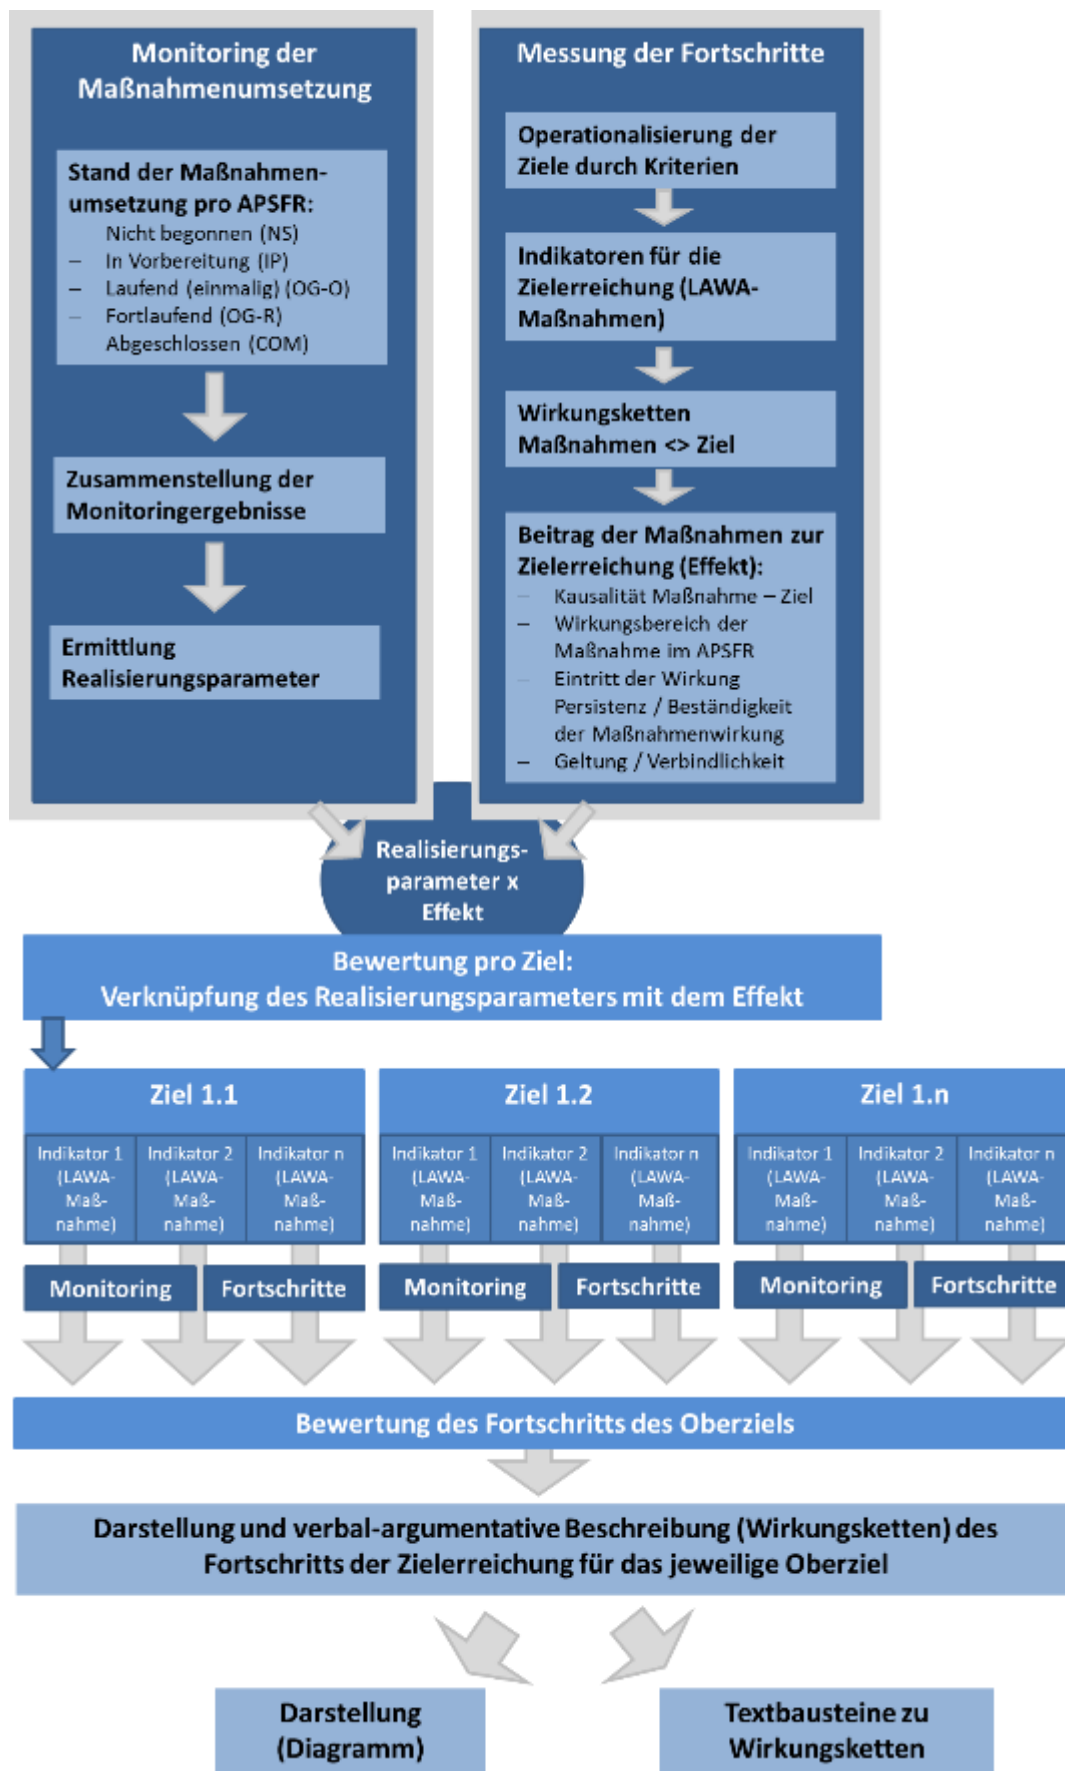 Monitoring der
Maßnahmenumsetzung
Stand der Maßnahmen-
umsetzung pro APSFR:
Nicht begonnen (NS)
– In Vorbereitung (IP)
– Laufend (einmalig) (OG-O)
– Fortlaufend (OG-R)
Abgeschlossen (COM)
Zusammenstellung der
Monitoringergebnisse
Ermittlung
Realisierungsparameter
Messung der Fortschritte
Operationalisierung der
Ziele durch Kriterien
Indikatoren für die
Zielerreichung (LAWA-
Maßnahmen)
Wirkungsketten
Maßnahmen <> Ziel
Beitrag der Maßnahmen zur
Zielerreichung (Effekt):
– Kausalität Maßnahme – Ziel
– Wirkungsbereich der
Maßnahme im APSFR
– Eintritt der Wirkung
Persistenz / Beständigkeit
der Maßnahmenwirkung
– Geltung / Verbindlichkeit
Realisierungs-
parameter x
Effekt
Bewertung pro Ziel:
Verknüpfung des Realisierungsparameters mit dem Effekt
Ziel 1.1
Indikator 1
(LAWA-
Maß-
nahme)
Indikator 2
(LAWA-
Maß-
nahme)
Indikator n
(LAWA-
Maß-
nahme)
Monitoring
Fortschritte
Ziel 1.2
Indikator 1
(LAWA-
Maß-
nahme)
Indikator 2
(LAWA-
Maß-
nahme)
Indikator n
(LAWA-
Maß-
nahme)
Monitoring
Fortschritte
Ziel 1.n
Indikator 1
(LAWA-
Maß-
nahme)
Indikator 2
(LAWA-
Maß-
nahme)
Indikator n
(LAWA-
Maß-
nahme)
Monitoring
Fortschritte
Bewertung des Fortschritts des Oberziels
Darstellung und verbal-argumentative Beschreibung (Wirkungsketten) des
Fortschritts der Zielerreichung für das jeweilige Oberziel
Darstellung
(Diagramm)
Textbausteine zu
Wirkungsketten